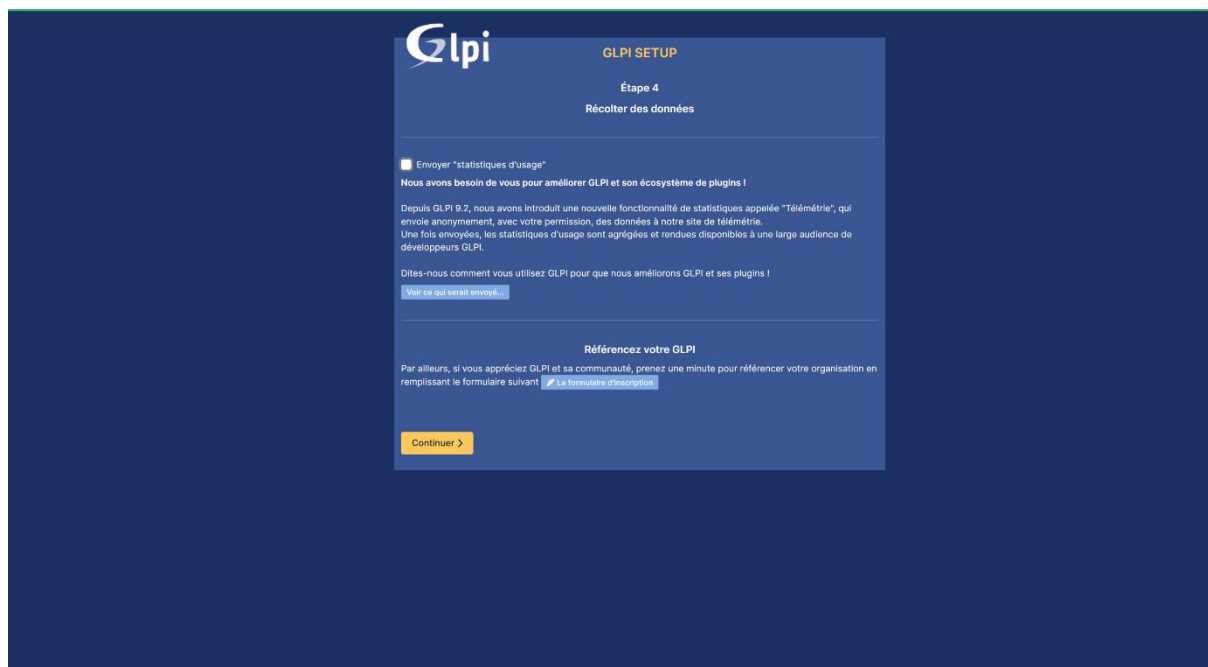 Glpi
GLPI SETUP
Étape 4
Récolter des données
Envoyer "statistiques d'usage"
Nous avons besoin de vous pour améliorer GLPI et son écosystème de plugins !
Depuis GLPI 9.2, nous avons introduit une nouvelle fonctionnalité de statistiques appelée "Télémétrie", qui
envoie anonymement, avec votre permission, des données à notre site de télémétrie.
Une fois envoyées, les statistiques d'usage sont agrégées et rendues disponibles à une large audience de
développeurs GLPI.
Dites-nous comment vous utilisez GLPI pour que nous améliorons GLPI et ses plugins !
Voir ce qui serait envoyé...
Référencez votre GLPI
Par ailleurs, si vous appréciez GLPI et sa communauté, prenez une minute pour référencer votre organisation en
remplissant le formulaire suivant Le formulaire d'inscription
Continuer >